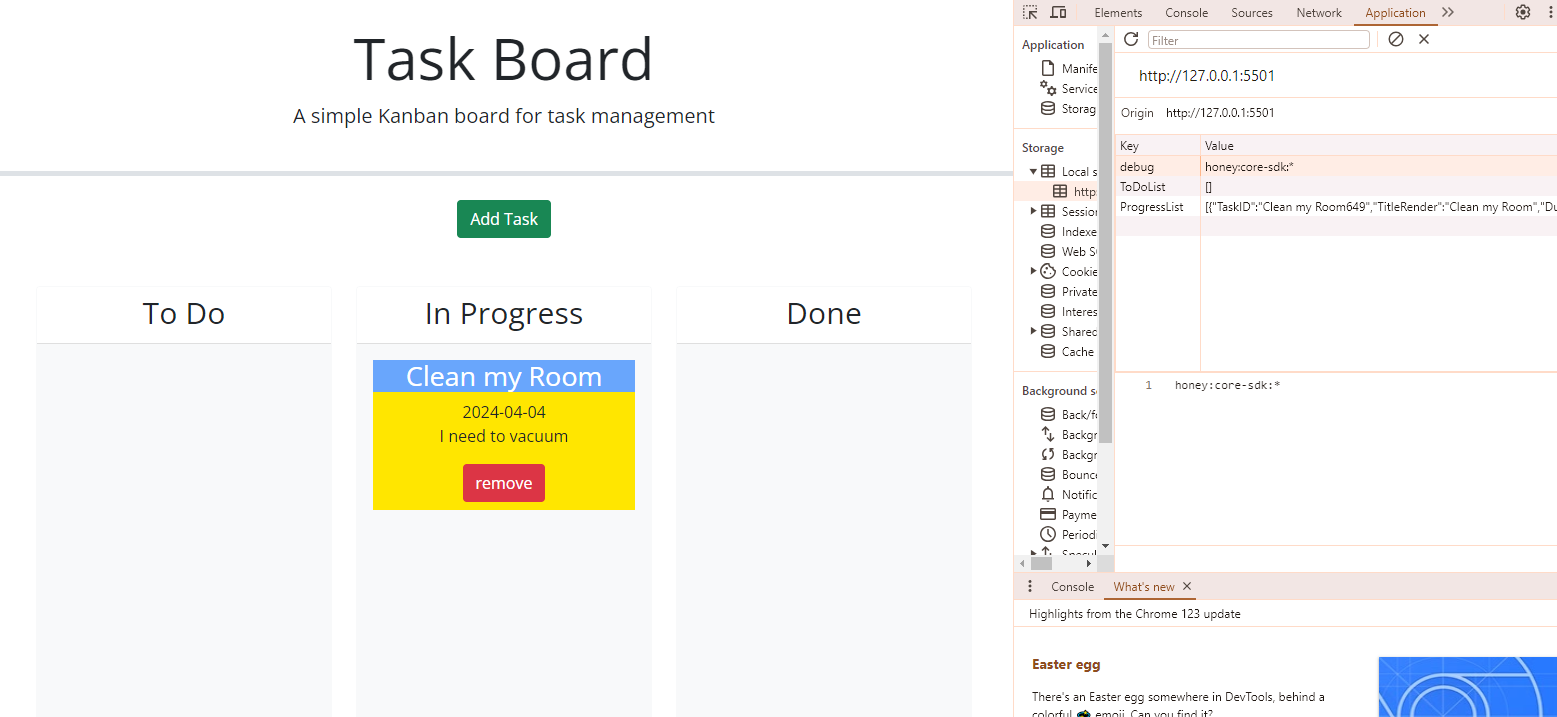 Task Board
A simple Kanban board for task management
Add Task
To Do
In Progress
Done
Clean my Room
2024-04-04
I need to vacuum
remove
Elements Console Sources Network Application
Filter
Application
Manife
Service
Storag
Storage
Local s
http:
Session
Indexe
Web S
Cookie
Private
Interes
Shared
Cache
Background se
Back/fo
Backgr
Backgr
Bounce
Notific
Payme
Periodi
Specul
http://127.0.0.1:5501
Origin http://127.0.0.1:5501
Key Value
debug honey:core-sdk:*
ToDoList []
ProgressList [{"TaskID":"Clean my Room649","TitleRender":"Clean my Room","Du
1 honey:core-sdk:*
Console What's new
Highlights from the Chrome 123 update
Easter egg
There's an Easter egg somewhere in DevTools, behind a
colorful emoji. Can you find it?